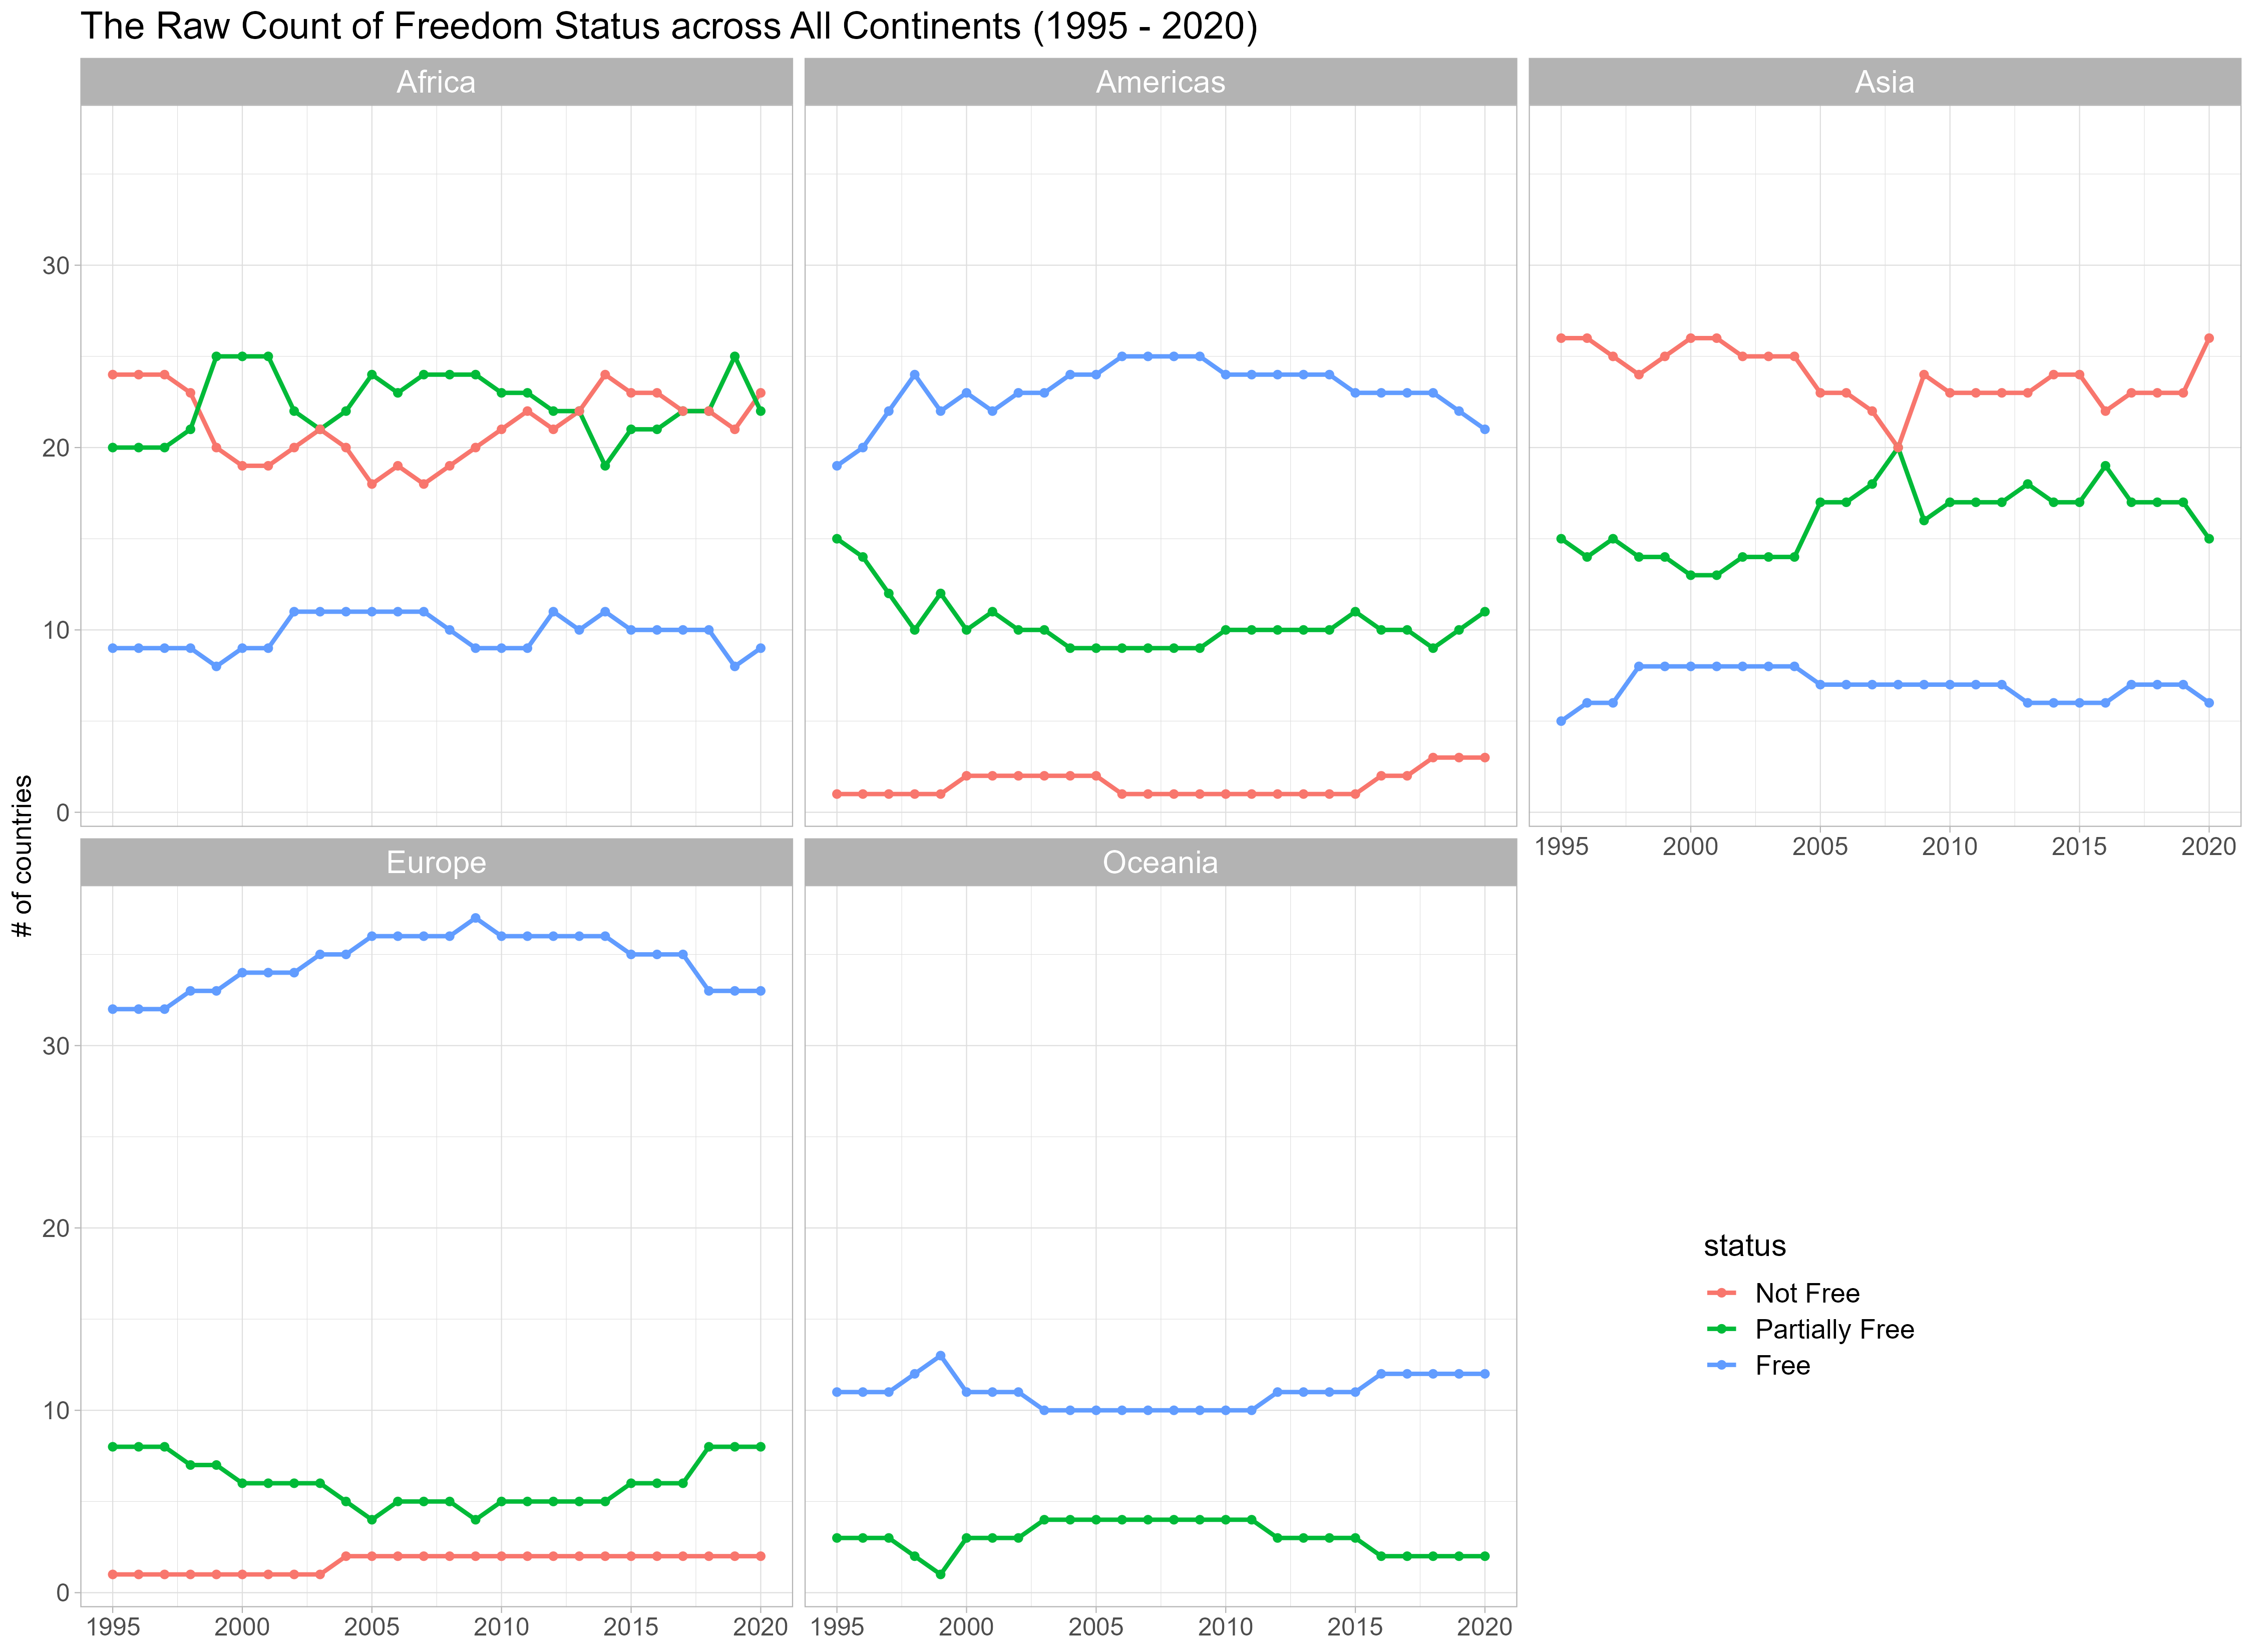 The Raw Count of Freedom Status across All Continents (1995 - 2020)
Africa
Americas
Asia
30
20
10
0
1995 2000 2005 2010 2015 2020
# of countries
Europe
Oceania
30
20
10
0
1995 2000 2005 2010 2015 2020
1995 2000 2005 2010 2015 2020
status
Not Free
Partially Free
Free